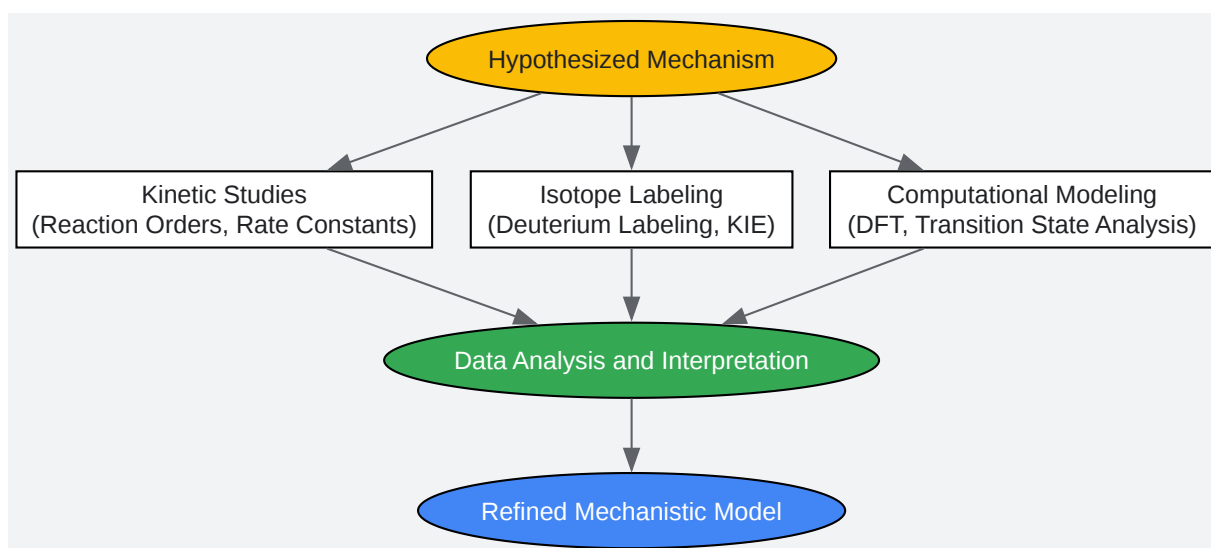 Hypothesized Mechanism
Kinetic Studies
(Reaction Orders, Rate Constants)
Isotope Labeling
(Deuterium Labeling, KIE)
Computational Modeling
(DFT, Transition State Analysis)
Data Analysis and Interpretation
Refined Mechanistic Model